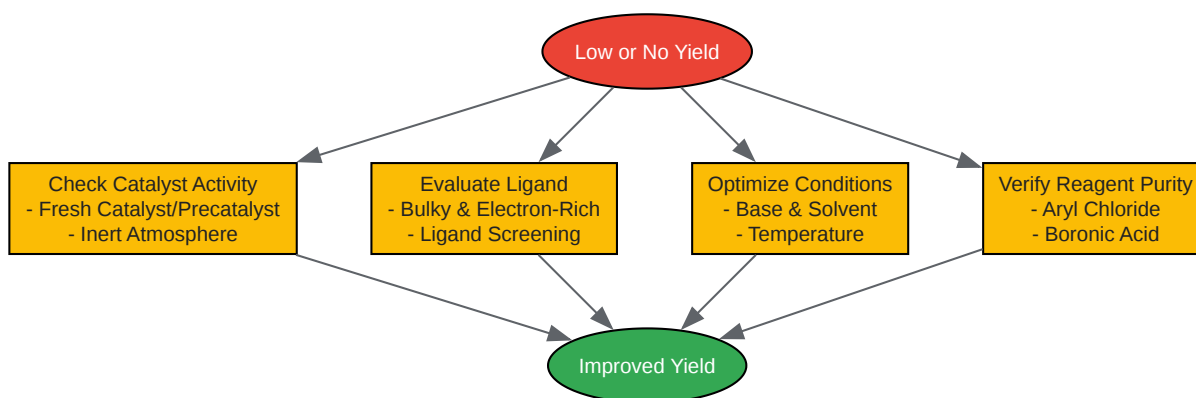 Low or No Yield
Check Catalyst Activity
- Fresh Catalyst/Precatalyst
- Inert Atmosphere
Evaluate Ligand
- Bulky & Electron-Rich
- Ligand Screening
Optimize Conditions
- Base & Solvent
- Temperature
Verify Reagent Purity
- Aryl Chloride
- Boronic Acid
Improved Yield